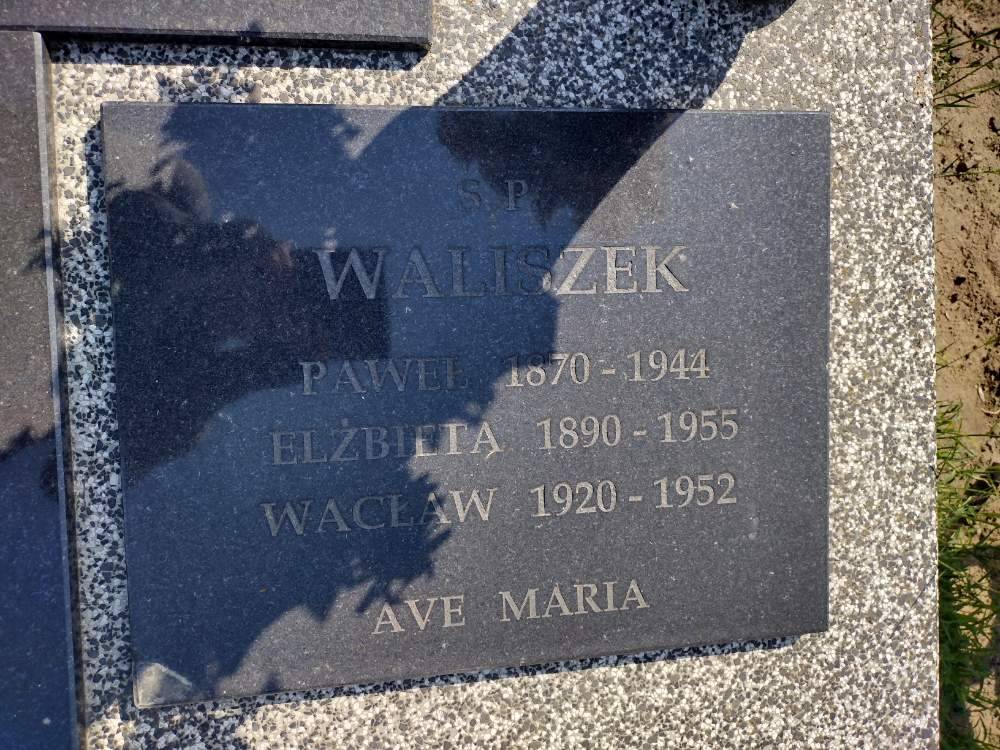 S. P.
WALISZEK
PAWEŁ 1870 - 1944
ELŻBIETA 1890 - 1955
WACŁAW 1920 - 1952
AVE MARIA